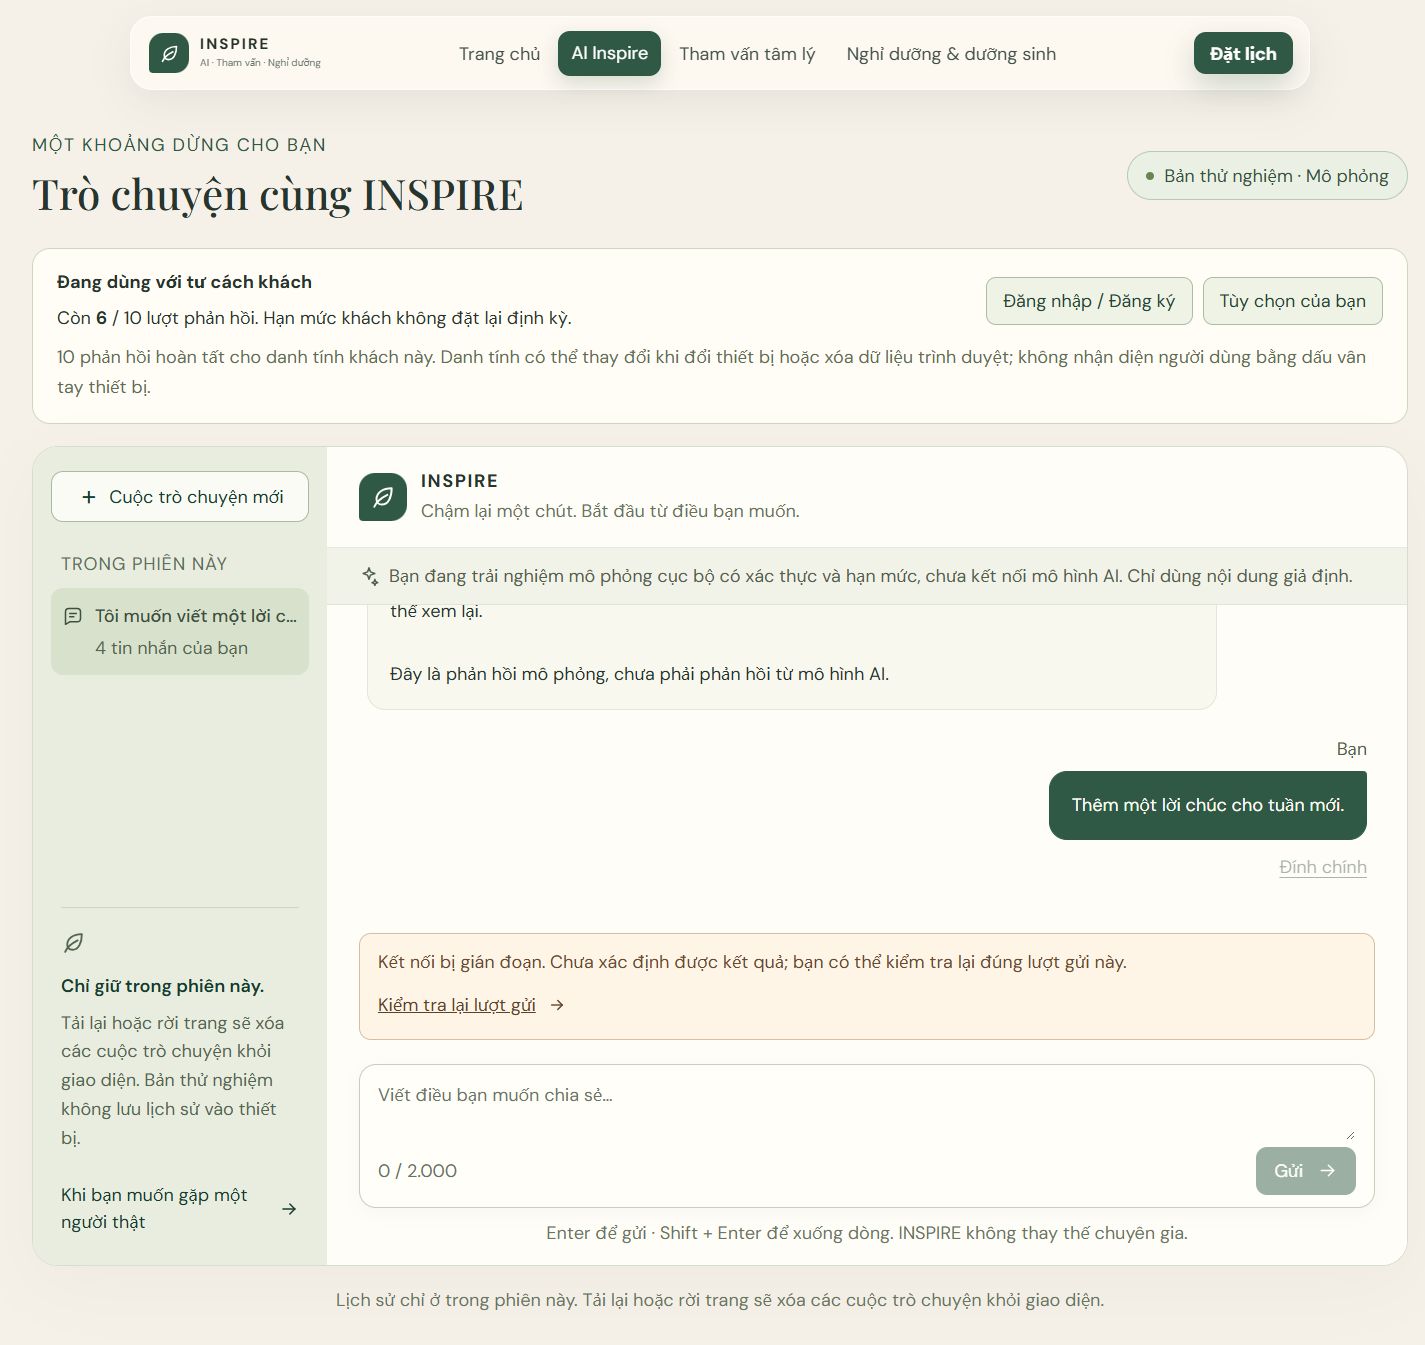 INSPIRE
AI · Tham vấn · Nghỉ dưỡng
Trang chủ
AI Inspire
Tham vấn tâm lý
Nghỉ dưỡng & dưỡng sinh
Đặt lịch
MỘT KHOẢNG DỪNG CHO BẠN
Trò chuyện cùng INSPIRE
Bản thử nghiệm · Mô phỏng
Đang dùng với tư cách khách
Còn 6 / 10 lượt phản hồi. Hạn mức khách không đặt lại định kỳ.
Đăng nhập / Đăng ký
Tùy chọn của bạn
10 phản hồi hoàn tất cho danh tính khách này. Danh tính có thể thay đổi khi đổi thiết bị hoặc xóa dữ liệu trình duyệt; không nhận diện người dùng bằng dấu vân
tay thiết bị.
Cuộc trò chuyện mới
TRONG PHIÊN NÀY
Tôi muốn viết một lời c...
4 tin nhắn của bạn
Chỉ giữ trong phiên này.
Tải lại hoặc rời trang sẽ xóa
các cuộc trò chuyện khỏi
giao diện. Bản thử nghiệm
không lưu lịch sử vào thiết
bị.
Khi bạn muốn gặp một
người thật
INSPIRE
Chậm lại một chút. Bắt đầu từ điều bạn muốn.
Bạn đang trải nghiệm mô phỏng cục bộ có xác thực và hạn mức, chưa kết nối mô hình AI. Chỉ dùng nội dung giả định.
thể xem lại.
Đây là phản hồi mô phỏng, chưa phải phản hồi từ mô hình AI.
Bạn
Thêm một lời chúc cho tuần mới.
Đính chính
Kết nối bị gián đoạn. Chưa xác định được kết quả; bạn có thể kiểm tra lại đúng lượt gửi này.
Kiểm tra lại lượt gửi
Viết điều bạn muốn chia sẻ...
0 / 2.000
Gửi
Enter để gửi · Shift + Enter để xuống dòng. INSPIRE không thay thế chuyên gia.
Lịch sử chỉ ở trong phiên này. Tải lại hoặc rời trang sẽ xóa các cuộc trò chuyện khỏi giao diện.